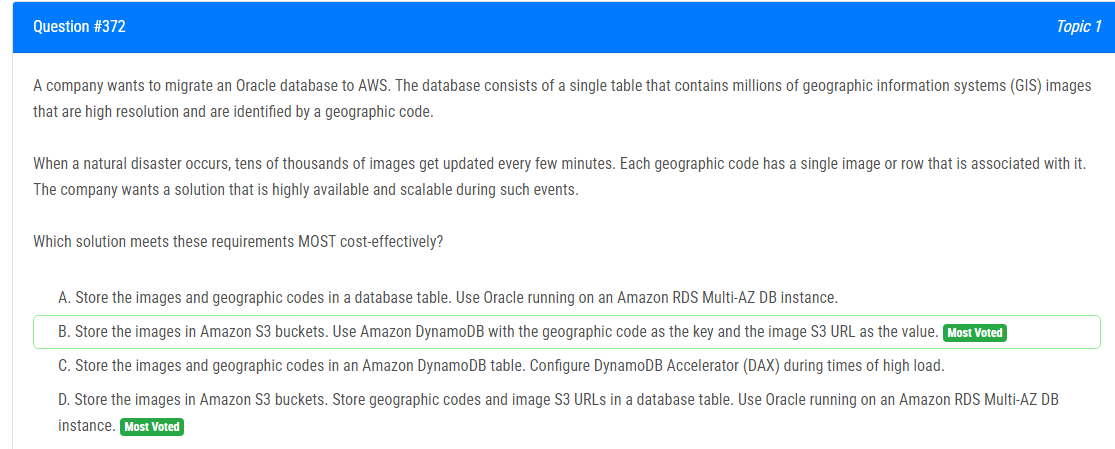 Question #372
Topic 1
A company wants to migrate an Oracle database to AWS. The database consists of a single table that contains millions of geographic information systems (GIS) images
that are high resolution and are identified by a geographic code.
When a natural disaster occurs, tens of thousands of images get updated every few minutes. Each geographic code has a single image or row that is associated with it.
The company wants a solution that is highly available and scalable during such events.
Which solution meets these requirements MOST cost-effectively?
A. Store the images and geographic codes in a database table. Use Oracle running on an Amazon RDS Multi-AZ DB instance.
B. Store the images in Amazon S3 buckets. Use Amazon DynamoDB with the geographic code as the key and the image S3 URL as the value. Most Voted
C. Store the images and geographic codes in an Amazon DynamoDB table. Configure DynamoDB Accelerator (DAX) during times of high load.
D. Store the images in Amazon S3 buckets. Store geographic codes and image S3 URLs in a database table. Use Oracle running on an Amazon RDS Multi-AZ DB
instance. Most Voted